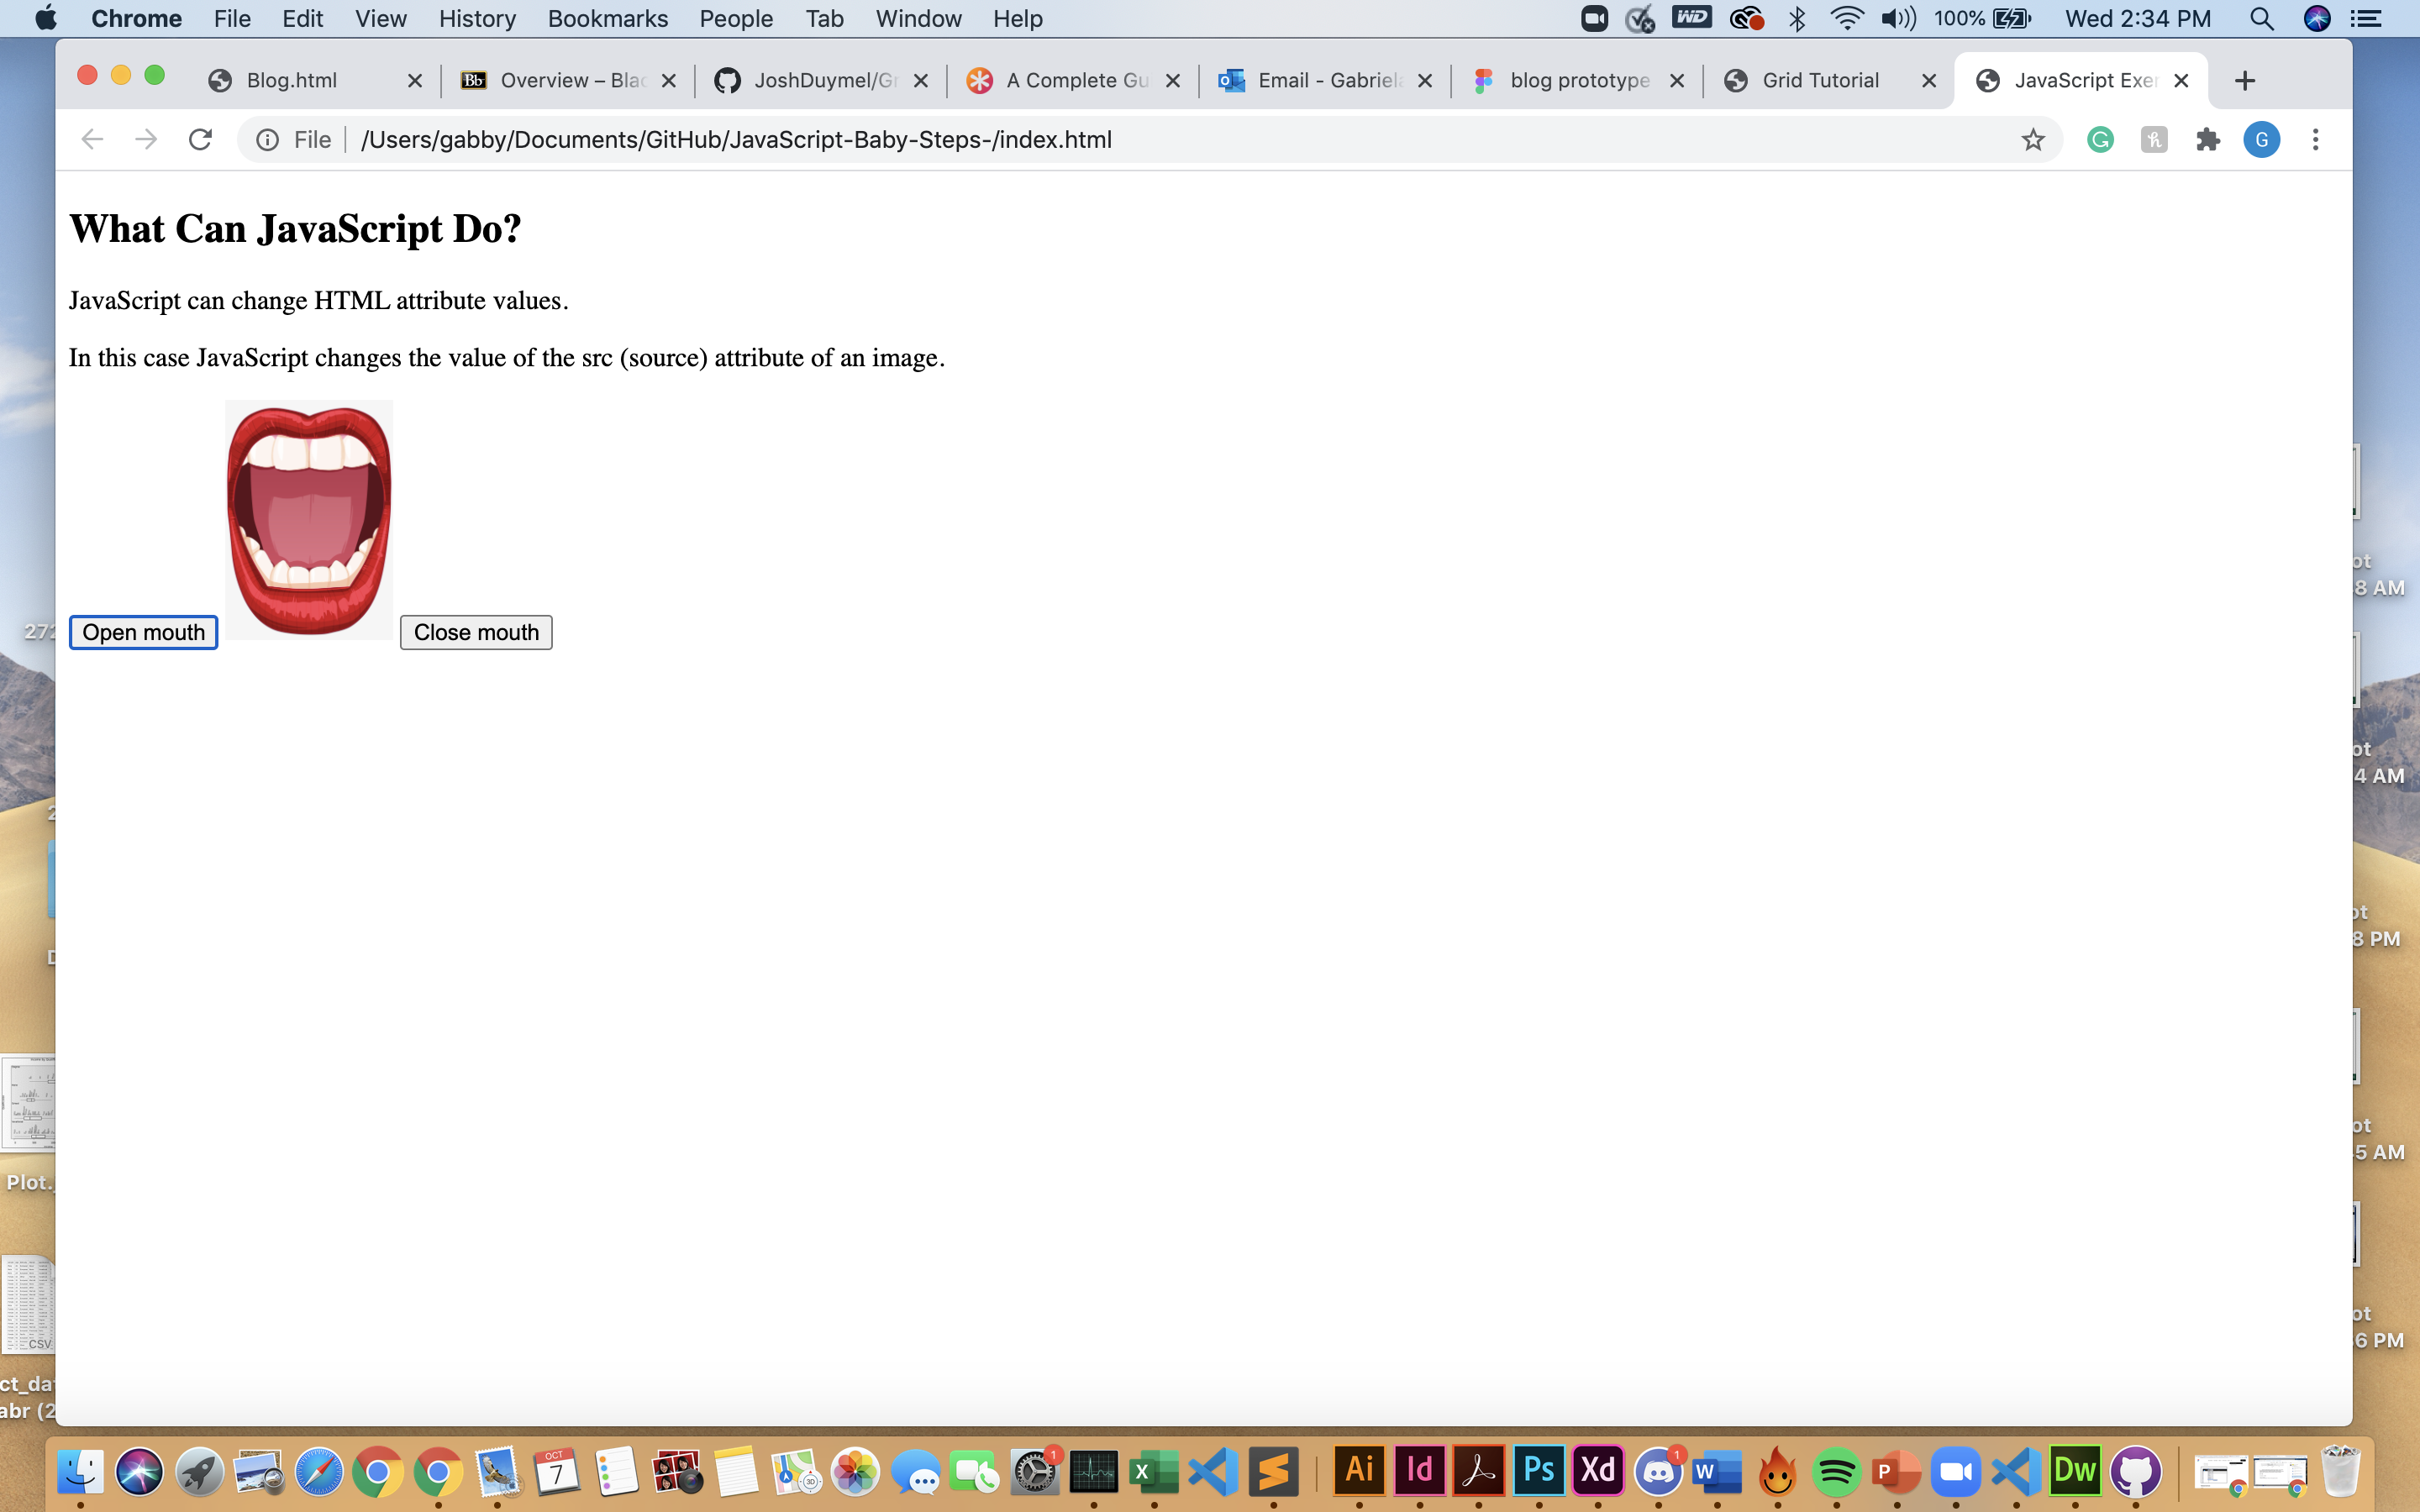 Chrome File Edit View History Bookmarks People Tab Window Help WD 100% Wed 2:34 PM
Blog.html Bb Overview – Blac JoshDuymel/Gr A Complete Gu Email - Gabriela blog prototype Grid Tutorial JavaScript Exer
File /Users/gabby/Documents/GitHub/JavaScript-Baby-Steps-/index.html G
What Can JavaScript Do?
JavaScript can change HTML attribute values.
In this case JavaScript changes the value of the src (source) attribute of an image.
Open mouth Close mouth
272
ot
8 AM
ot
4 AM
ot
8 PM
ot
5 AM
Plot.
ot
6 PM
CSV
ct_dat
abr (2
OCT
7
3D
1
X
Ai
Id
Ps
Xd
1
W
P
Dw